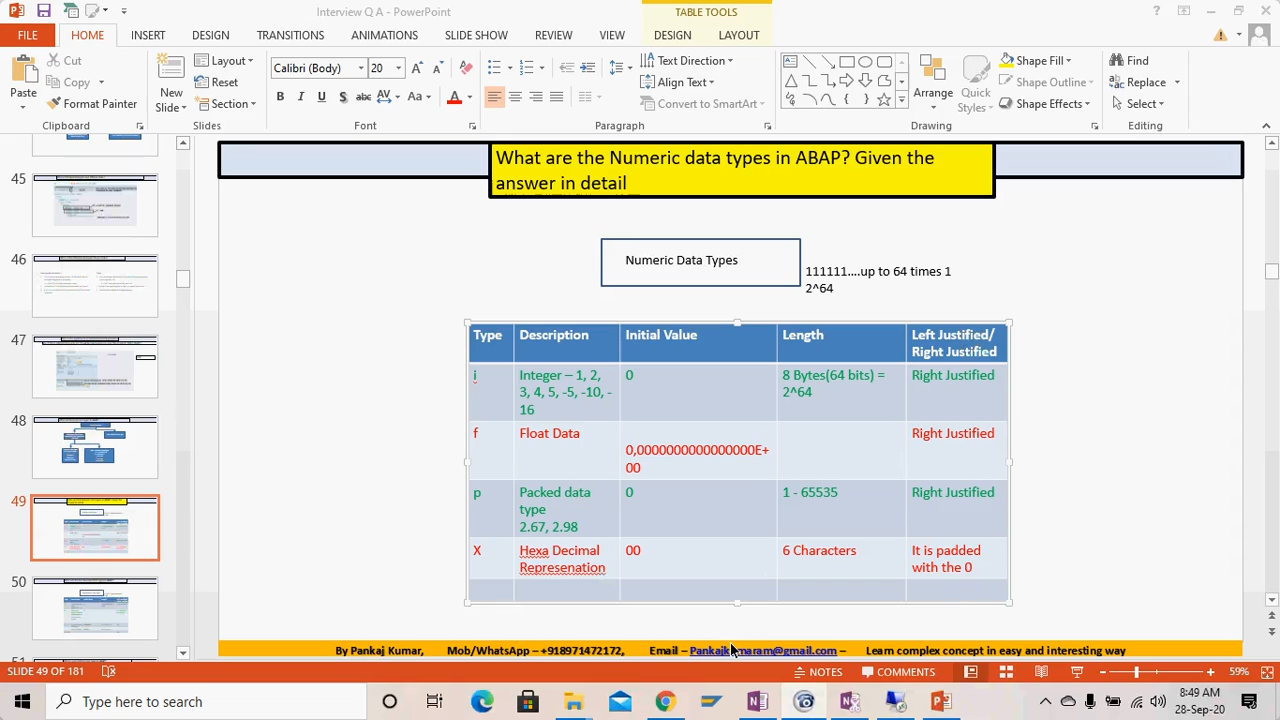 Interview Q A - PowerPoint
TABLE TOOLS
FILE
HOME
INSERT
DESIGN
TRANSITIONS
ANIMATIONS
SLIDE SHOW
REVIEW
VIEW
DESIGN
LAYOUT
Paste
Cut
Copy
Format Painter
Clipboard
New
Slide
Layout
Reset
Section
Slides
Calibri (Body)
20
Font
Paragraph
Text Direction
Align Text
Convert to SmartArt
Arrange
Quick
Styles
Shape Fill
Shape Outline
Shape Effects
Drawing
Find
Replace
Select
Editing
45
46
47
48
49
50
What are the Numeric data types in ABAP? Given the
answer in detail
Numeric Data Types
1111....up to 64 times 1
2^64
Type Description Initial Value Length Left Justified/
Right Justified
i Integer – 1, 2, 0 8 Bytes(64 bits) = Right Justified
3, 4, 5, -5, -10, - 2^64
16
f Float Data Right Justified
0,0000000000000000E+
00
p Packed data 0 1 - 65535 Right Justified
type
2.67, 2.98
X Hexa Decimal 00 6 Characters It is padded
Represenation with the 0
By Pankaj Kumar, Mob/WhatsApp – +918971472172, Email – Pankajkumaram@gmail.com – Learn complex concept in easy and interesting way
SLIDE 49 OF 181
NOTES
COMMENTS
59%
Type here to search
8:49 AM
28-Sep-20